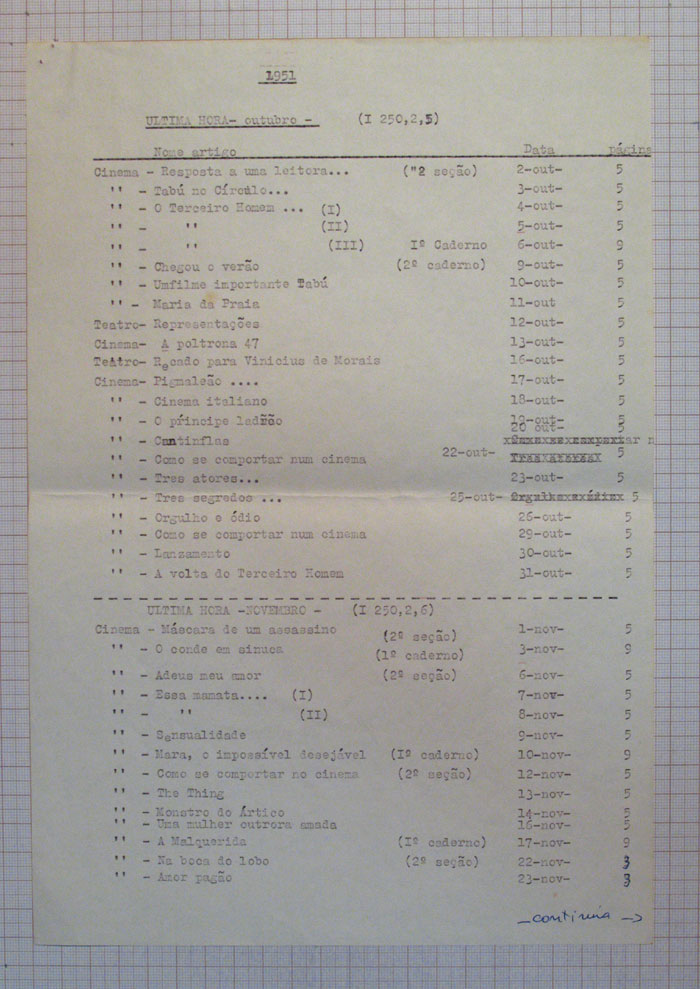 1951
ULTIMA HORA- outubro - (I 250,2,5)
Nome artigo Data página
Cinema - Resposta a uma leitora... ("2 seção) 2-out- 5
'' - Tabú no Círculo... 3-out- 5
'' - O Terceiro Homem ... (I) 4-out- 5
'' - '' (II) 5-out- 5
'' - '' (III) Iº Caderno 6-out- 9
'' - Chegou o verão (2º caderno) 9-out- 5
'' - Umfilme importante Tabú 10-out- 5
'' - Maria da Praia 11-out 5
Teatro- Representações 12-out- 5
Cinema- A poltrona 47 13-out- 5
Teatro- Recado para Vinicius de Morais 16-out- 5
Cinema- Pigmaleão .... 17-out- 5
'' - Cinema italiano 18-out- 5
'' - O príncipe ladrão 19-out- 5
'' - Cantinflas 20 out- 5
'' - Como se comportar num cinema 22-out- 5
'' - Tres atores... 23-out- 5
'' - Tres segredos ... 25-out- 5
'' - Orgulho e ódio 26-out- 5
'' - Como se comportar num cinema 29-out- 5
'' - Lansamento 30-out- 5
'' - A volta do Terceiro Homem 31-out- 5
ULTIMA HORA -NOVEMBRO - (I 250,2,6)
Cinema - Máscara de um assassino (2º seção) 1-nov- 5
'' - O conde em sinuca (1º caderno) 3-nov- 9
'' - Adeus meu amor (2º seção) 6-nov- 5
'' - Essa mamata.... (I) 7-nov- 5
'' - '' (II) 8-nov- 5
'' - Sensualidade 9-nov- 5
'' - Mara, o impossível desejável (Iº caderno) 10-nov- 9
'' - Como se comportar no cinema (2º seção) 12-nov- 5
'' - The Thing 13-nov- 5
'' - Monstro do Ártico 14-nov- 5
'' - Uma mulher outrora amada 16-nov- 5
'' - A Malquerida (Iº caderno) 17-nov- 9
'' - Na boca do lobo (2º seção) 22-nov- 3
'' - Amor pagão 23-nov- 3
-continua ->